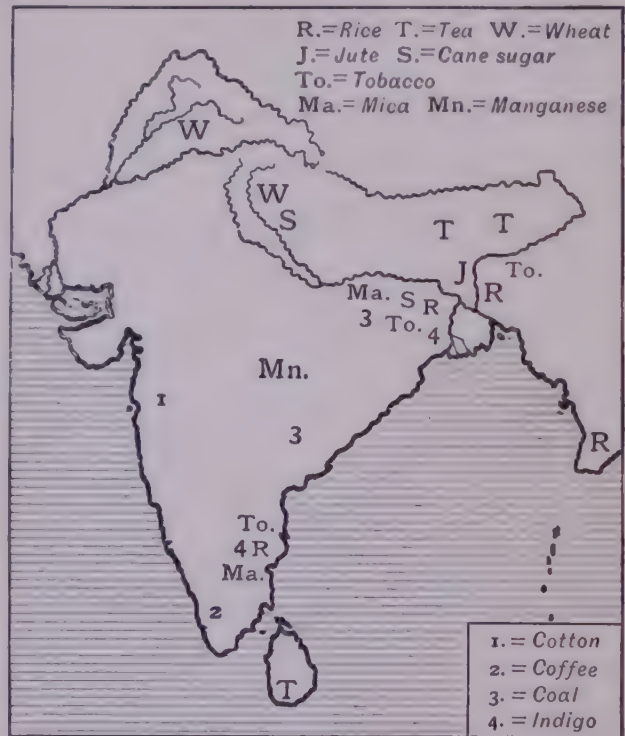 R.=Rice T.=Tea W.=Wheat
J.=Jute S.=Cane sugar
To.=Tobacco
Ma.=Mica Mn.=Manganese
W
W
S
T T
J To.
Ma. S R R
3 To. 4
Mn.
1
3
R
To.
4 R
Ma.
2
T
1.=Cotton
2.=Coffee
3.=Coal
4.=Indigo